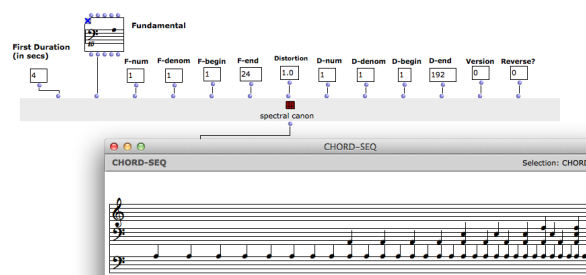 Fundamental
First Duration
(in secs)
F-num F-denom F-begin F-end Distortion D-num D-denom D-begin D-end Version Reverse?
4 1 1 1 24 1.0 1 1 1 192 0 0
spectral canon
CHORD-SEQ
CHORD-SEQ Selection: CHORD